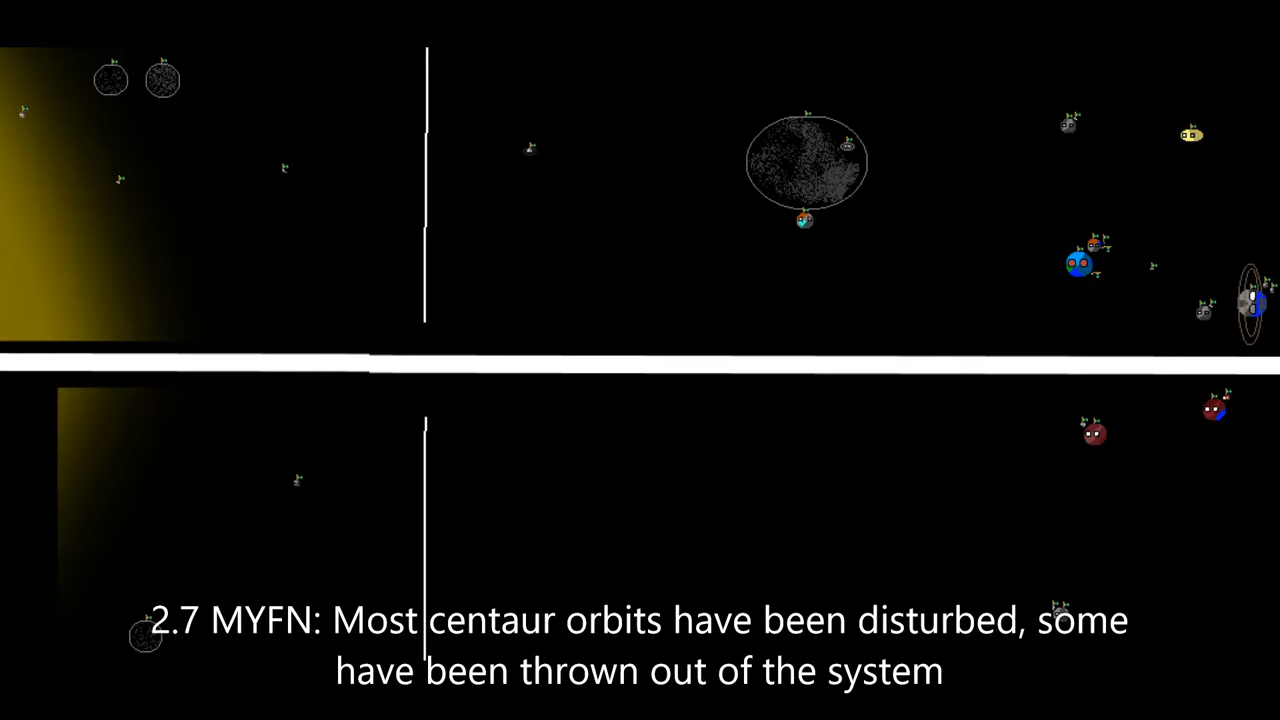 2.7 MYFN: Most centaur orbits have been disturbed, some
have been thrown out of the system